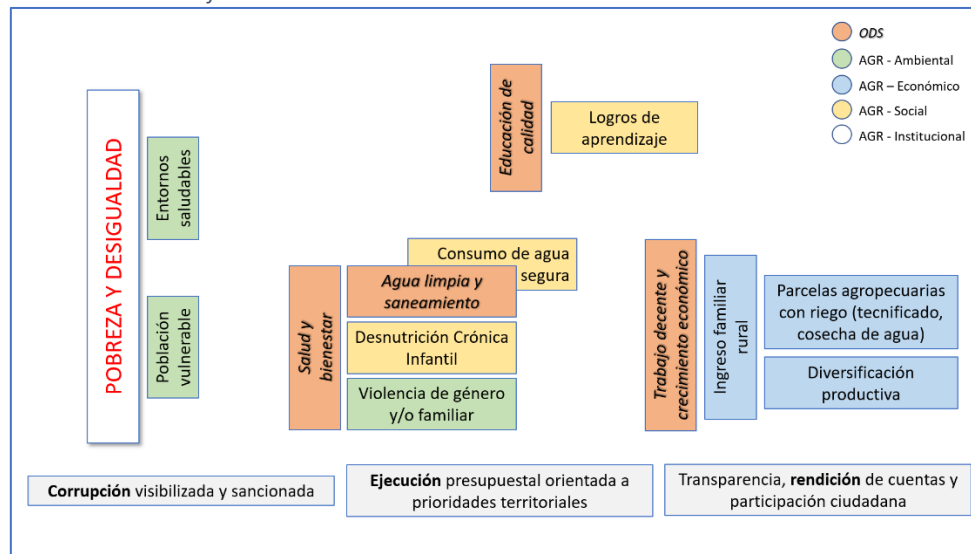 y
ODS
AGR - Ambiental
AGR – Económico
AGR - Social
AGR - Institucional
POBREZA Y DESIGUALDAD
Entornos
saludables
Población
vulnerable
Educación de
calidad
Logros de
aprendizaje
Salud y
bienestar
Consumo de agua
segura
Agua limpia y
saneamiento
Desnutrición Crónica
Infantil
Violencia de género
y/o familiar
Trabajo decente y
crecimiento económico
Ingreso familiar
rural
Parcelas agropecuarias
con riego (tecnificado,
cosecha de agua)
Diversificación
productiva
Corrupción visibilizada y sancionada
Ejecución presupuestal orientada a
prioridades territoriales
Transparencia, rendición de cuentas y
participación ciudadana